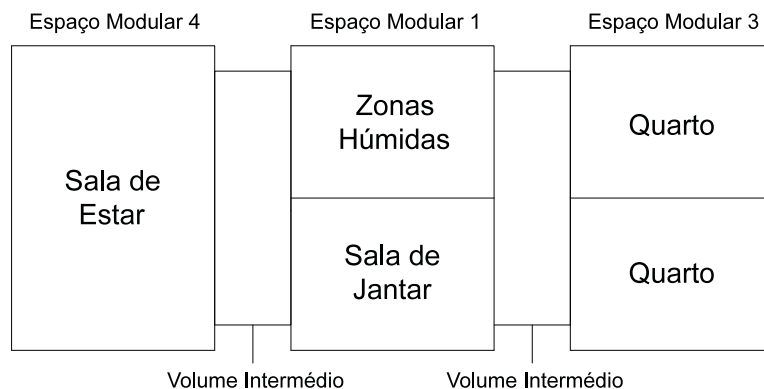 Espaço Modular 4
Espaço Modular 1
Espaço Modular 3
Sala de
Estar
Zonas
Húmidas
Sala de
Jantar
Quarto
Quarto
Volume Intermédio
Volume Intermédio